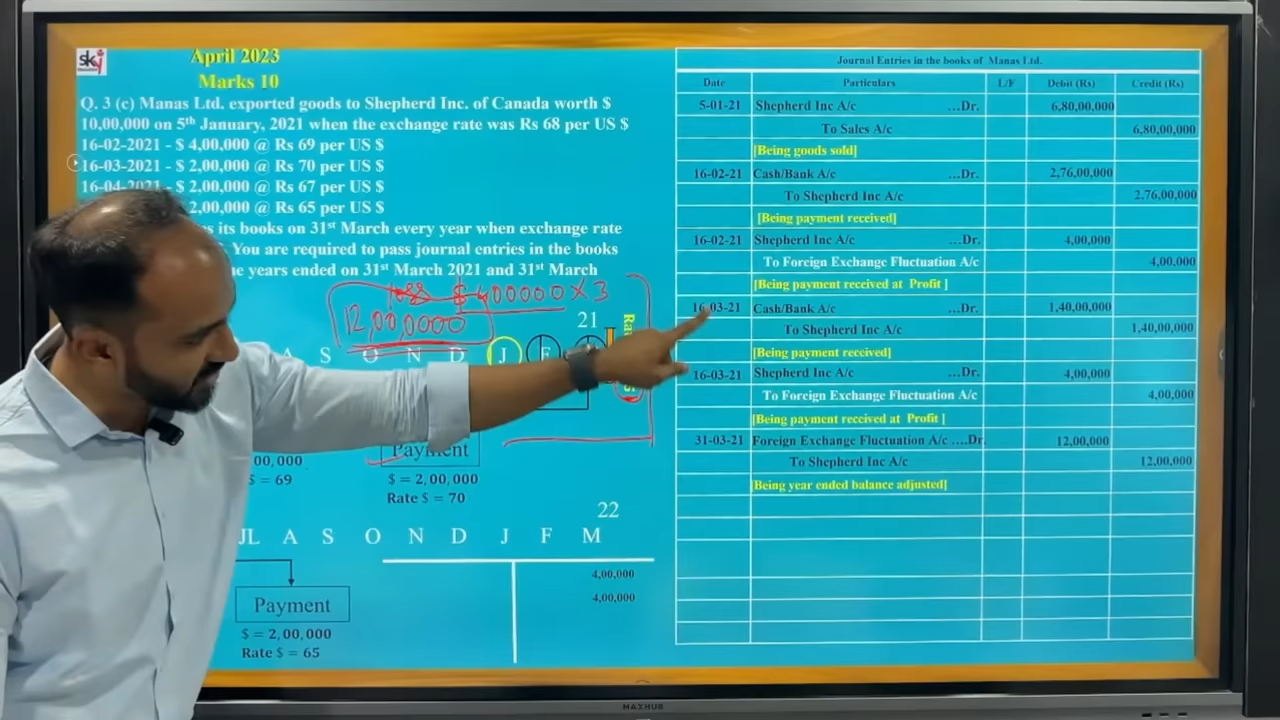 sky
April 2023
Marks 10
Q. 3 (c) Manas Ltd. exported goods to Shepherd Inc. of Canada worth $
10,00,000 on 5th January, 2021 when the exchange rate was Rs 68 per US $
16-02-2021 - $ 4,00,000 @ Rs 69 per US $
16-03-2021 - $ 2,00,000 @ Rs 70 per US $
16-04-2021 - $ 2,00,000 @ Rs 67 per US $
2,00,000 @ Rs 65 per US $
its books on 31st March every year when exchange rate
You are required to pass journal entries in the books
years ended on 31st March 2021 and 31st March
loss $ 400000 X 3
12,00,0000
21
A S O N D J F
Payment
00,000
$ = 69
$ = 2,00,000
Rate $ = 70
22
JL A S O N D J F M
Payment
$ = 2,00,000
Rate $ = 65
4,00,000
4,00,000
Journal Entries in the books of Manas Ltd.
Date Particulars L/F Debit (Rs) Credit (Rs)
5-01-21 Shepherd Inc A/c ...Dr. 6,80,00,000
To Sales A/c 6,80,00,000
[Being goods sold]
16-02-21 Cash/Bank A/c ...Dr. 2,76,00,000
To Shepherd Inc A/c 2,76,00,000
[Being payment received]
16-02-21 Shepherd Inc A/c ...Dr. 4,00,000
To Foreign Exchange Fluctuation A/c 4,00,000
[Being payment received at Profit ]
16-03-21 Cash/Bank A/c ...Dr. 1,40,00,000
To Shepherd Inc A/c 1,40,00,000
[Being payment received]
16-03-21 Shepherd Inc A/c ...Dr. 4,00,000
To Foreign Exchange Fluctuation A/c 4,00,000
[Being payment received at Profit ]
31-03-21 Foreign Exchange Fluctuation A/c ....Dr. 12,00,000
To Shepherd Inc A/c 12,00,000
[Being year ended balance adjusted]
MAXHUB